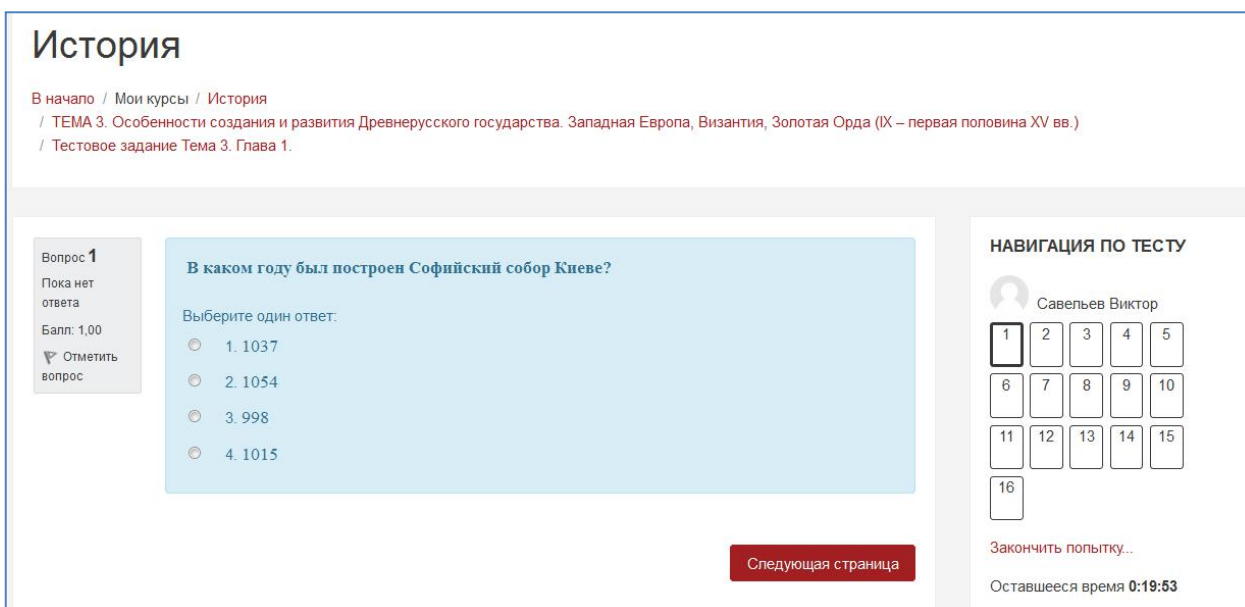 История
В начало / Мои курсы / История
/ ТЕМА 3. Особенности создания и развития Древнерусского государства. Западная Европа, Византия, Золотая Орда (IX – первая половина XV вв.)
/ Тестовое задание Тема 3. Глава 1.
Вопрос 1
Пока нет
ответа
Балл: 1,00
Отметить
вопрос
В каком году был построен Софийский собор Киеве?
Выберите один ответ:
1. 1037
2. 1054
3. 998
4. 1015
Следующая страница
НАВИГАЦИЯ ПО ТЕСТУ
Савельев Виктор
1 2 3 4 5
6 7 8 9 10
11 12 13 14 15
16
Закончить попытку...
Оставшееся время 0:19:53